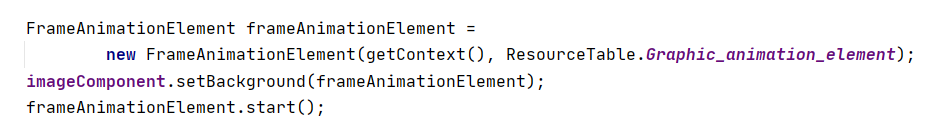 FrameAnimationElement frameAnimationElement =
new FrameAnimationElement(getContext(), ResourceTable.Graphic_animation_element);
imageComponent.setBackground(frameAnimationElement);
frameAnimationElement.start();